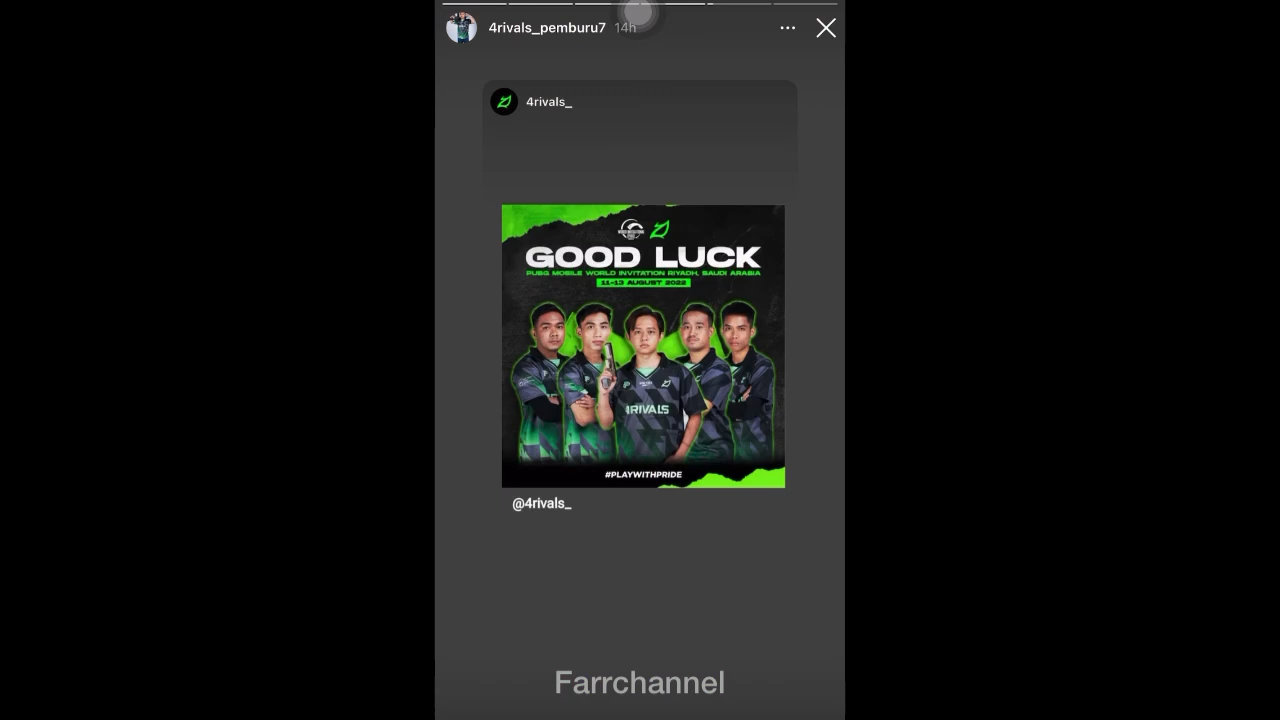 4rivals_pemburu7 14h
4rivals_
GOOD LUCK
PUBG MOBILE WORLD INVITATION RIYADH, SAUDI ARABIA
11-13 AUGUST 2022
4RIVALS
#PLAYWITHPRIDE
@4rivals_
Farrchannel